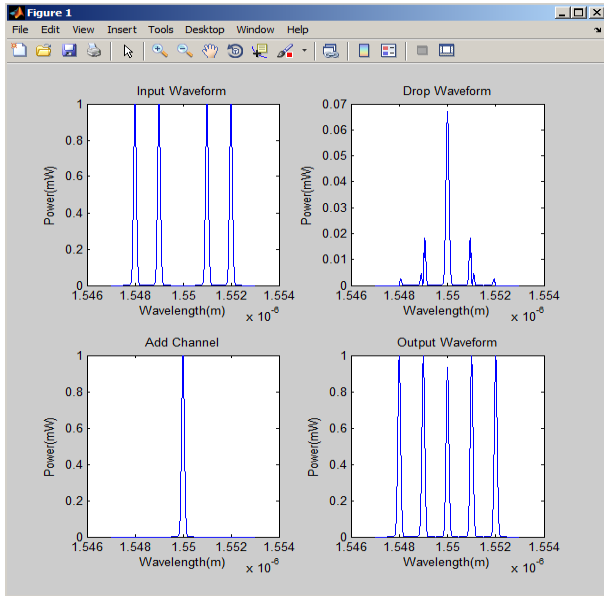 Figure 1
File Edit View Insert Tools Desktop Window Help
Input Waveform
1
0.8
0.6
0.4
0.2
0
Power(mW)
1.546 1.548 1.55 1.552 1.554
Wavelength(m)
x 10^-6
Drop Waveform
0.07
0.06
0.05
0.04
0.03
0.02
0.01
0
Power(mW)
1.546 1.548 1.55 1.552 1.554
Wavelength(m)
x 10^-6
Add Channel
1
0.8
0.6
0.4
0.2
0
Power(mW)
1.546 1.548 1.55 1.552 1.554
Wavelength(m)
x 10^-6
Output Waveform
1
0.8
0.6
0.4
0.2
0
Power(mW)
1.546 1.548 1.55 1.552 1.554
Wavelength(m)
x 10^-6